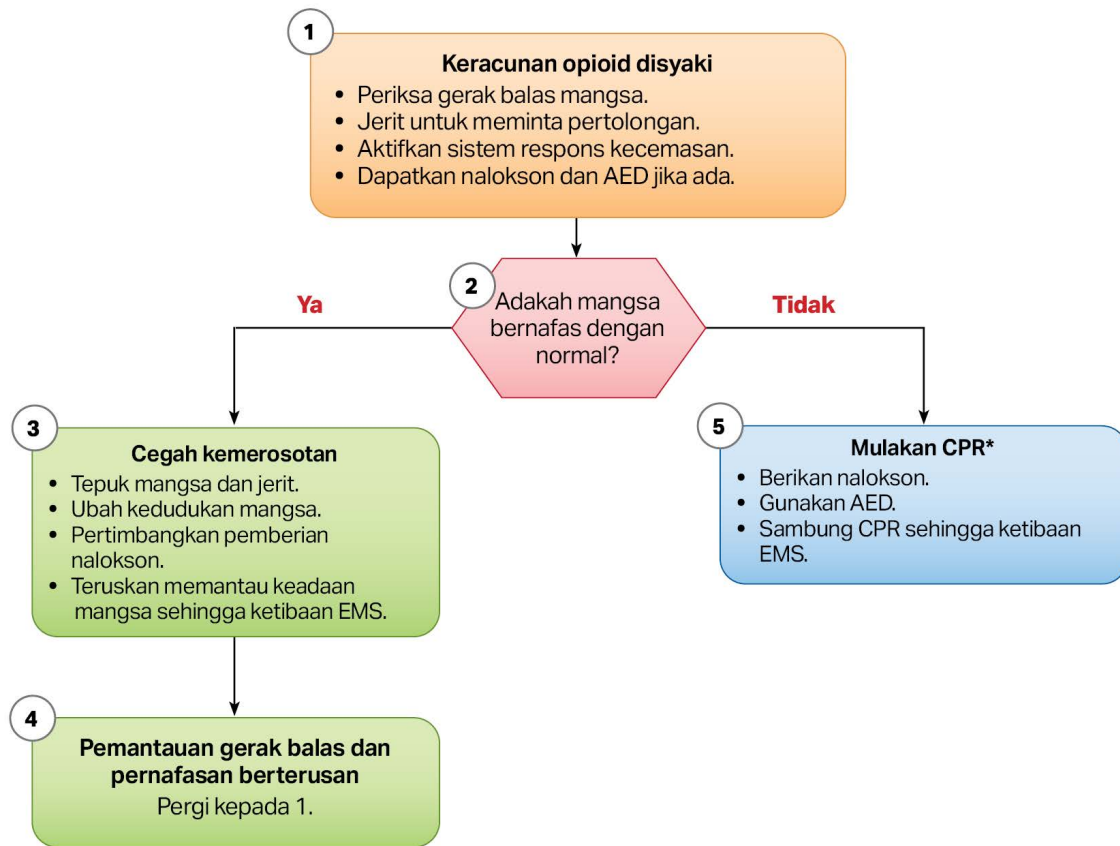 1
Keracunan opioid disyaki
• Periksa gerak balas mangsa.
• Jerit untuk meminta pertolongan.
• Aktifkan sistem respons kecemasan.
• Dapatkan nalokson dan AED jika ada.
2
Adakah mangsa
bernafas dengan
normal?
Ya
Tidak
3
Cegah kemerosotan
• Tepuk mangsa dan jerit.
• Ubah kedudukan mangsa.
• Pertimbangkan pemberian
nalokson.
• Teruskan memantau keadaan
mangsa sehingga ketibaan EMS.
5
Mulakan CPR*
• Berikan nalokson.
• Gunakan AED.
• Sambung CPR sehingga ketibaan
EMS.
4
Pemantauan gerak balas dan
pernafasan berterusan
Pergi kepada 1.